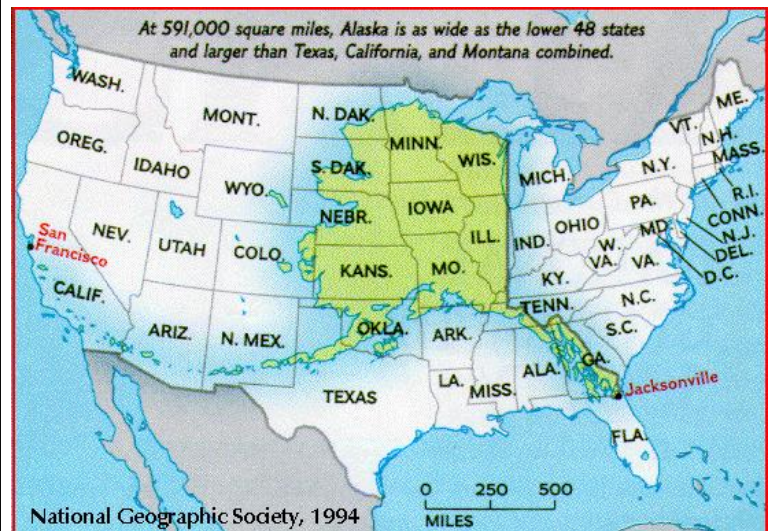 At 591,000 square miles, Alaska is as wide as the lower 48 states
and larger than Texas, California, and Montana combined.
WASH.
MONT.
N. DAK.
MINN.
ME.
VT.
N.H.
OREG.
IDAHO
S. DAK.
WIS.
MICH.
N.Y.
MASS.
WYO.
R.I.
NEBR.
IOWA
PA.
CONN.
San
Francisco
NEV.
UTAH
COLO.
ILL.
IND.
OHIO
W.
VA.
MD.
N.J.
DEL.
D.C.
CALIF.
KANS.
MO.
KY.
VA.
TENN.
N.C.
ARIZ.
N. MEX.
OKLA.
ARK.
S.C.
TEXAS
LA.
MISS.
ALA.
GA.
Jacksonville
FLA.
0 250 500
MILES
National Geographic Society, 1994